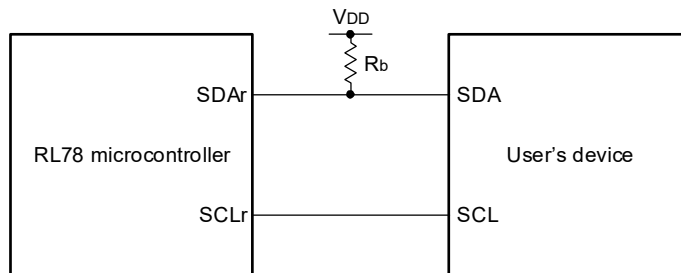 VDD
Rb
SDAr
SDA
RL78 microcontroller
User's device
SCLr
SCL